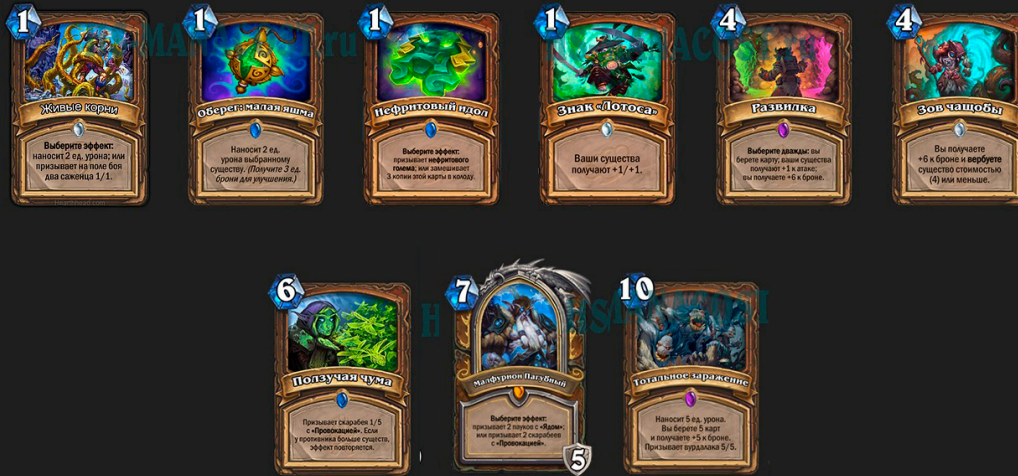 1
Живые корни
Выберите эффект:
наносит 2 ед. урона; или
призывает на поле боя
два саженца 1/1.
1
Оберег: малая яшма
Наносит 2 ед.
урона выбранному
существу. (Получите 3 ед.
брони для улучшения.)
1
Нефритовый идол
Выберите эффект:
призывает нефритового
голема; или замешивает
3 копии этой карты в колоду.
1
Знак «Лотоса»
Ваши существа
получают +1/+1.
4
Развилка
Выберите дважды: вы
берете карту; ваши существа
получают +1 к атаке;
вы получаете +6 к броне.
4
Зов чащобы
Вы получаете
+6 к броне и вербуете
существо стоимостью
(4) или меньше.
6
Ползучая чума
Призывает скарабея 1/5
с «Провокацией». Если
у противника больше существ,
эффект повторяется.
7
Малфурион Пагубный
Выберите эффект:
призывает 2 пауков с «Ядом»;
или призывает 2 скарабеев
с «Провокацией».
5
10
Тотальное заражение
Наносит 5 ед. урона.
Вы берете 5 карт
и получаете +5 к броне.
Призывает вурдалака 5/5.